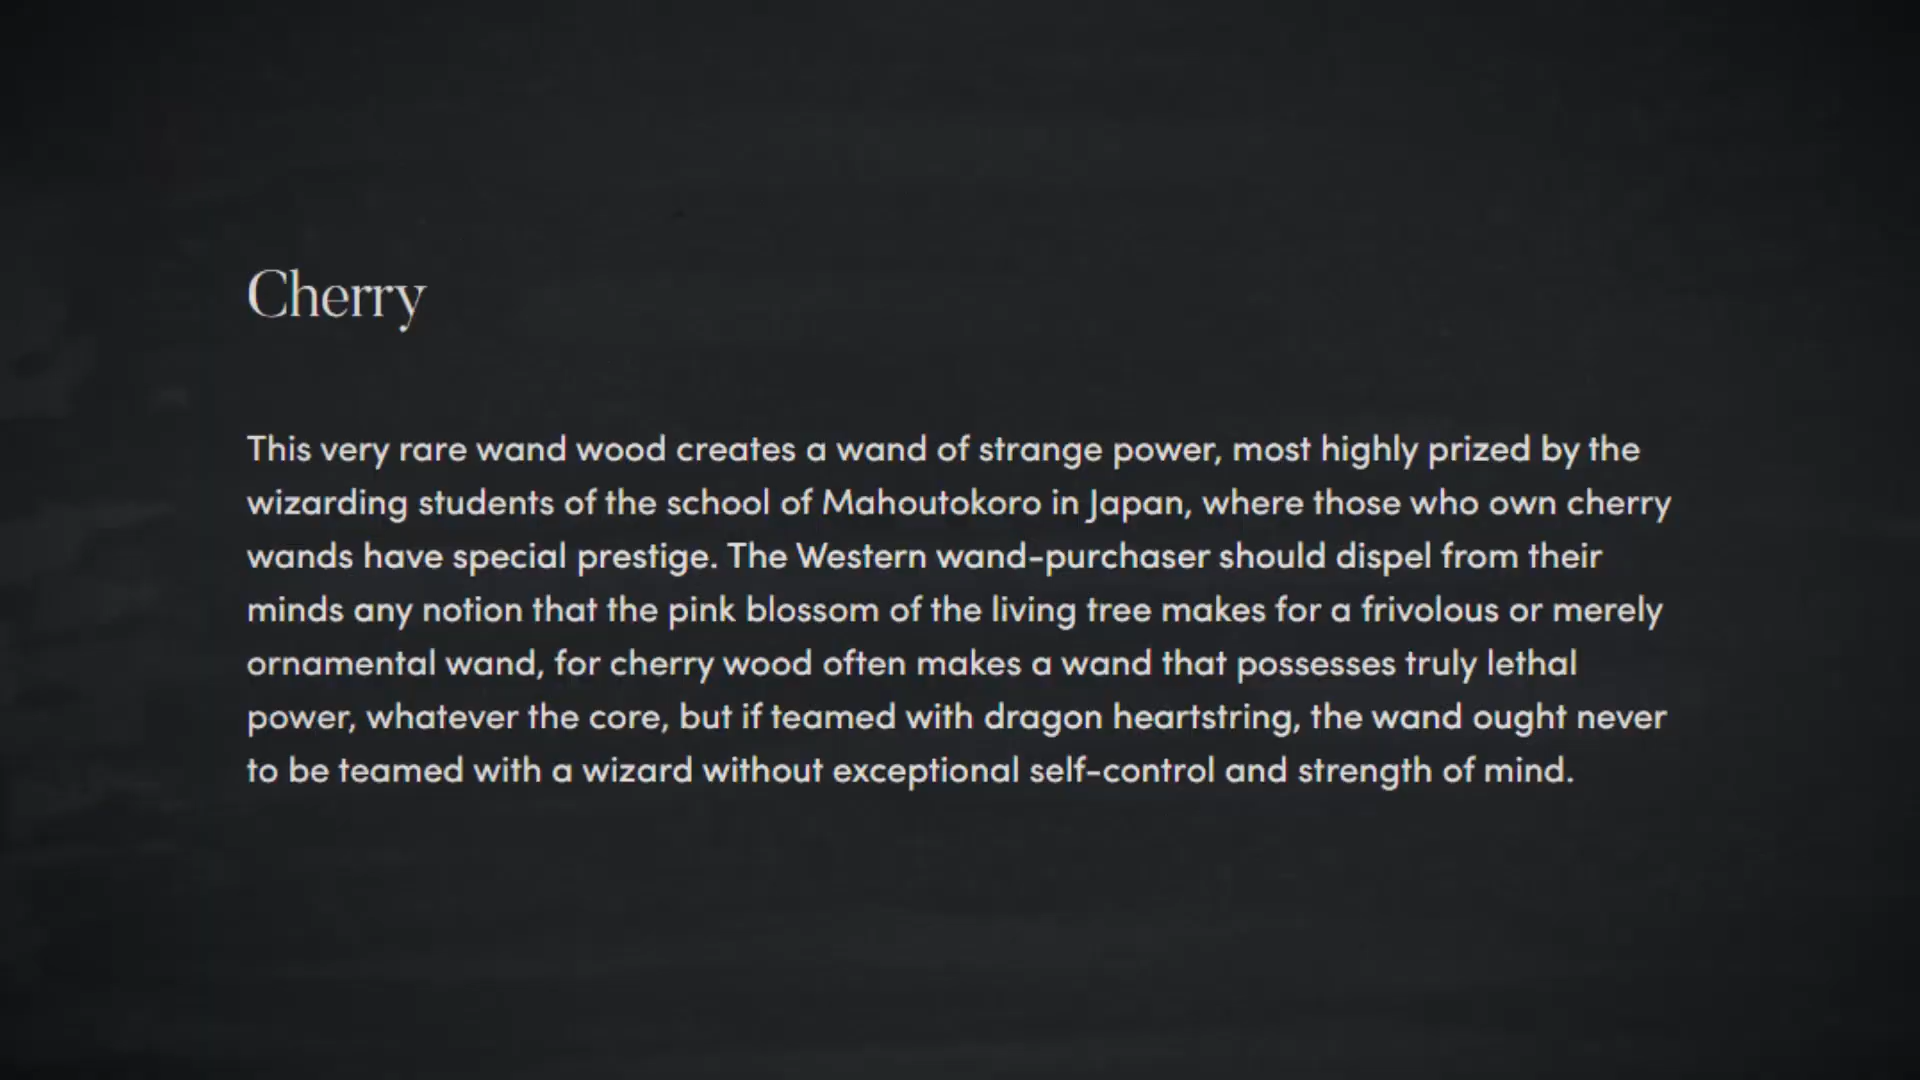 Cherry
This very rare wand wood creates a wand of strange power, most highly prized by the
wizarding students of the school of Mahoutokoro in Japan, where those who own cherry
wands have special prestige. The Western wand-purchaser should dispel from their
minds any notion that the pink blossom of the living tree makes for a frivolous or merely
ornamental wand, for cherry wood often makes a wand that possesses truly lethal
power, whatever the core, but if teamed with dragon heartstring, the wand ought never
to be teamed with a wizard without exceptional self-control and strength of mind.